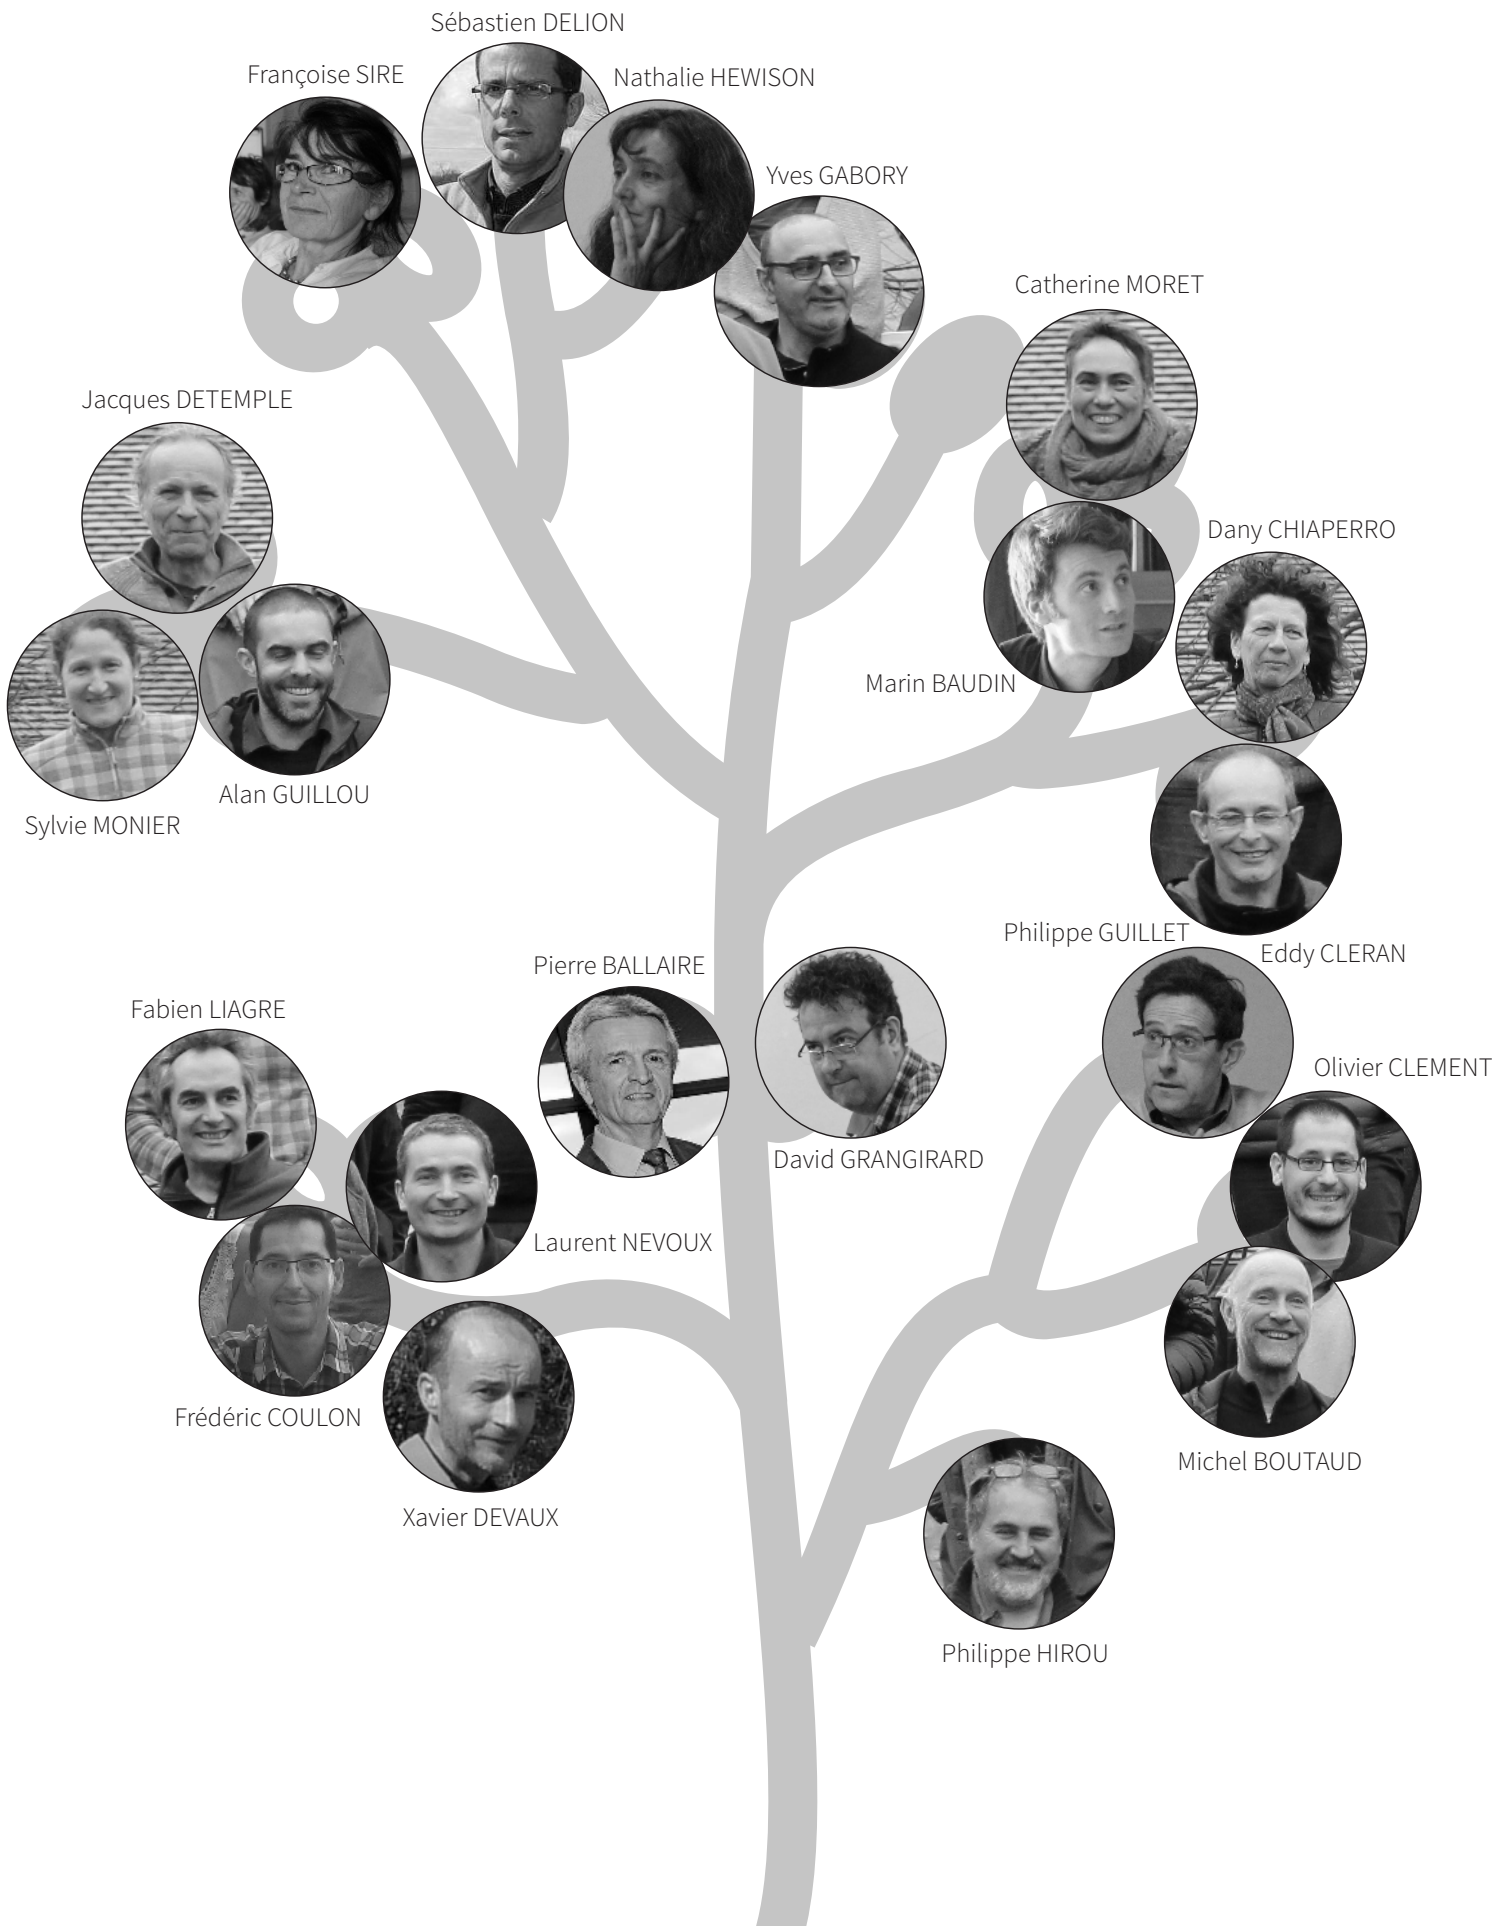 Sébastien DELION
Françoise SIRE
Nathalie HEWISON
Yves GABORY
Catherine MORET
Jacques DETEMPLE
Dany CHIAPERRO
Marin BAUDIN
Alan GUILLOU
Sylvie MONIER
Philippe GUILLET
Eddy CLERAN
Pierre BALLAIRE
Fabien LIAGRE
Olivier CLEMENT
David GRANGIRARD
Laurent NEVOUX
Frédéric COULON
Michel BOUTAUD
Xavier DEVAUX
Philippe HIROU